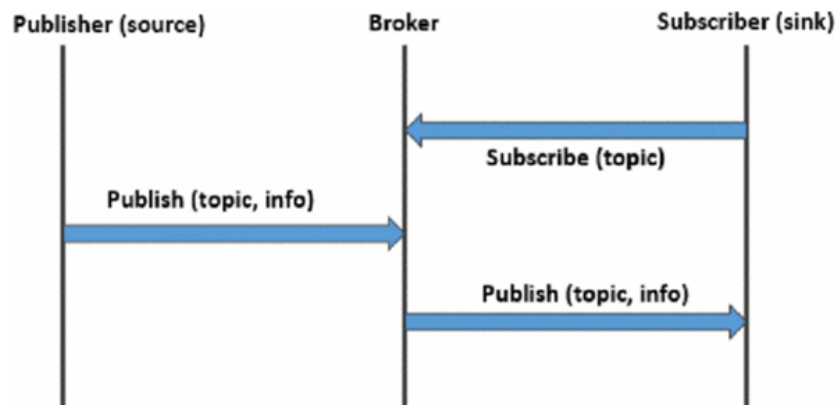 Publisher (source)
Broker
Subscriber (sink)
Subscribe (topic)
Publish (topic, info)
Publish (topic, info)